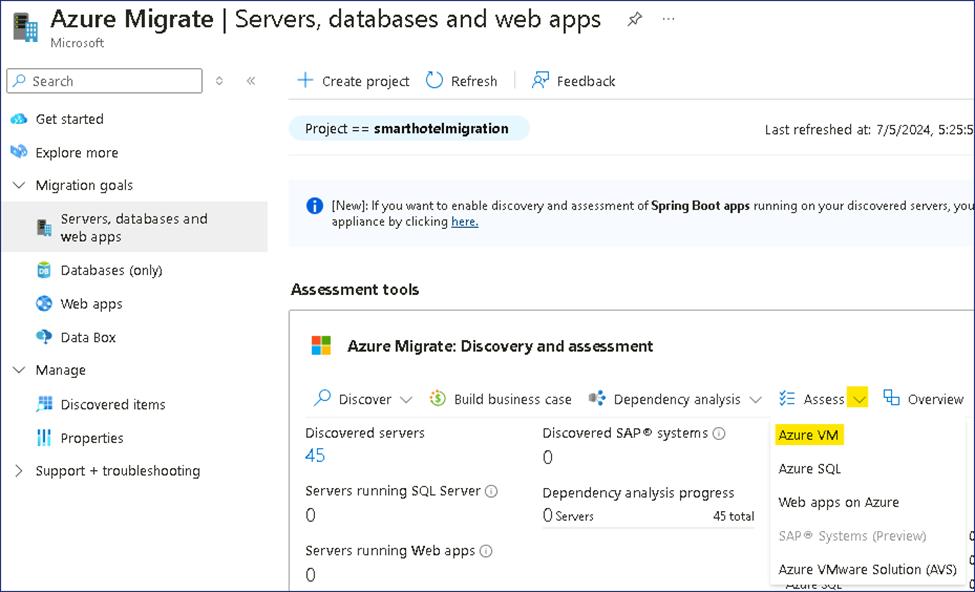 Azure Migrate | Servers, databases and web apps
Microsoft
Search
Create project
Refresh
Feedback
Get started
Explore more
Migration goals
Servers, databases and
web apps
Databases (only)
Web apps
Data Box
Manage
Discovered items
Properties
Support + troubleshooting
Project == smarthotelmigration
Last refreshed at: 7/5/2024, 5:25:5
[New]: If you want to enable discovery and assessment of Spring Boot apps running on your discovered servers, you
appliance by clicking here.
Assessment tools
Azure Migrate: Discovery and assessment
Discover
Build business case
Dependency analysis
Assess
Overview
Discovered servers
45
Servers running SQL Server
0
Servers running Web apps
0
Discovered SAP® systems
0
Dependency analysis progress
0 Servers
45 total
Azure VM
Azure SQL
Web apps on Azure
SAP® Systems (Preview)
Azure VMware Solution (AVS)
Azure SQL